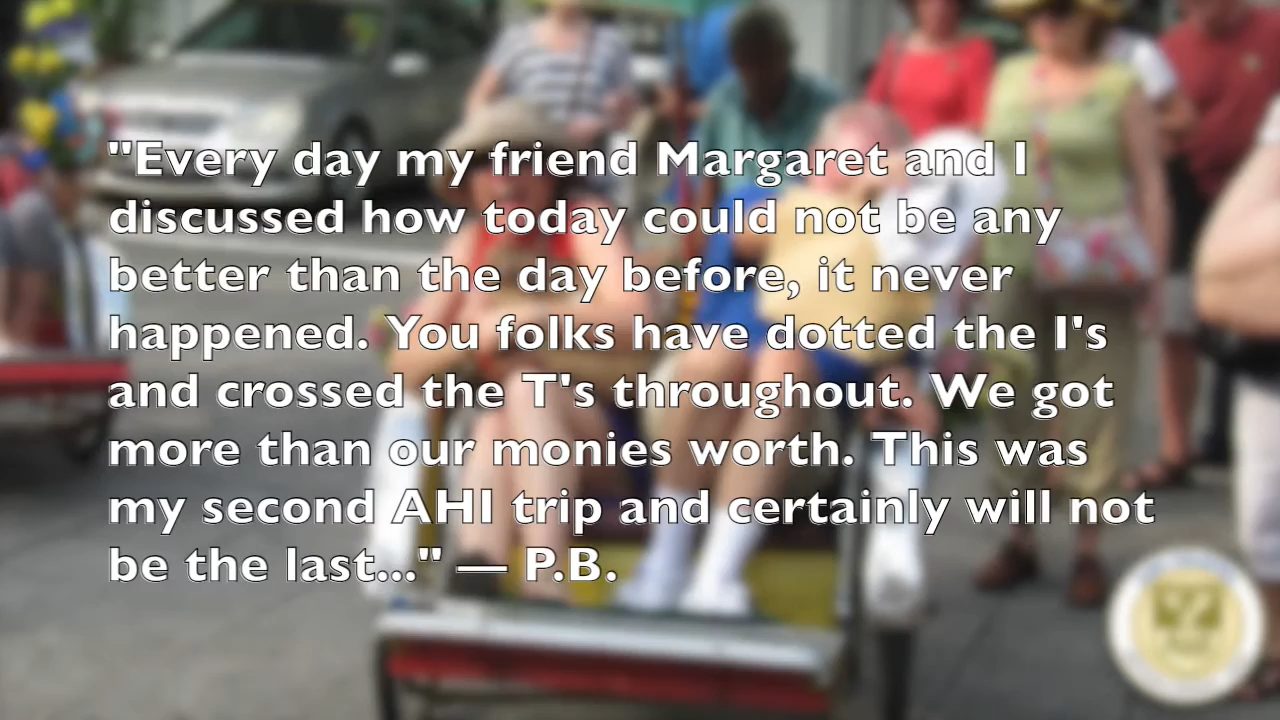 "Every day my friend Margaret and I
discussed how today could not be any
better than the day before, it never
happened. You folks have dotted the I's
and crossed the T's throughout. We got
more than our monies worth. This was
my second AHI trip and certainly will not
be the last..." — P.B.